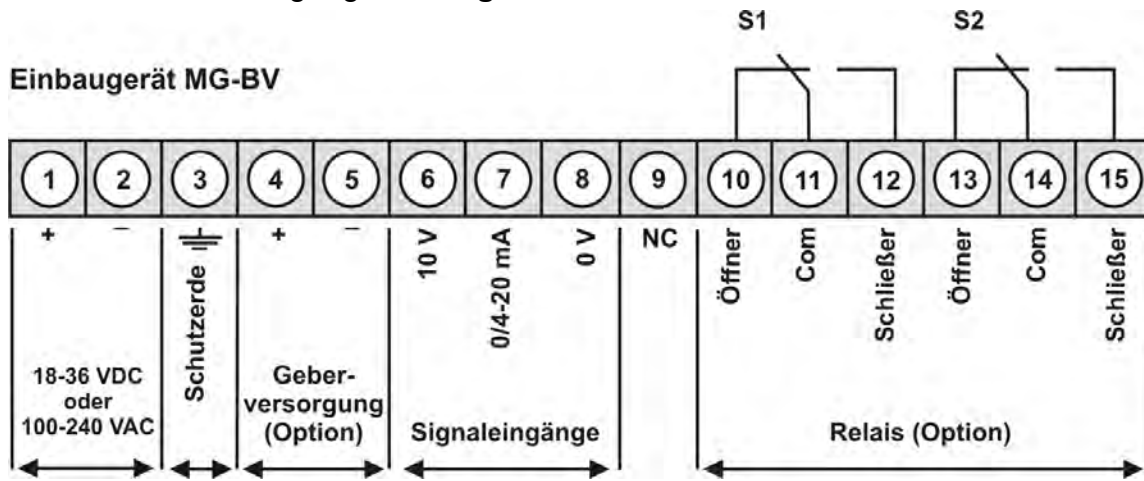 S1 S2
Einbaugerät MG-BV
1 2 3 4 5 6 7 8 9 10 11 12 13 14 15
+ − + − 10 V 0/4-20 mA 0 V NC Öffner Com Schließer Öffner Com Schließer
Schutzerde
18-36 VDC
oder
100-240 VAC
Geber-
versorgung
(Option)
Signaleingänge
Relais (Option)